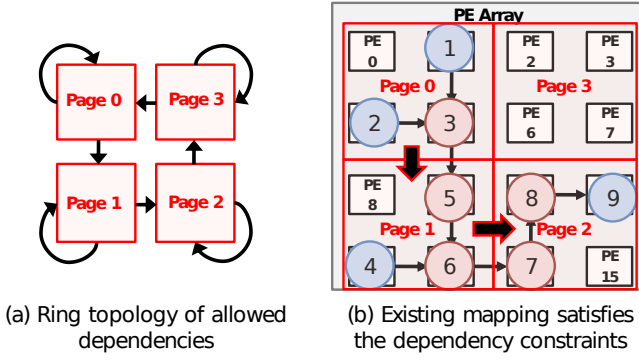 PE Array
PE 0
1
PE 2
PE 3
Page 0
Page 3
2
3
PE 6
PE 7
PE 8
5
8
9
Page 1
Page 2
4
6
7
PE 15
Page 0
Page 3
Page 1
Page 2
(a) Ring topology of allowed
dependencies
(b) Existing mapping satisfies
the dependency constraints